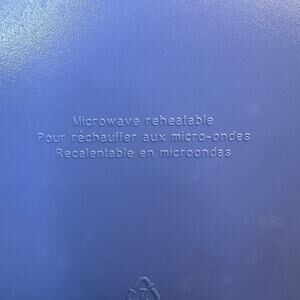 Microwave reheatable
Pour réchauffer aux micro-ondes
Recalentable en microondas